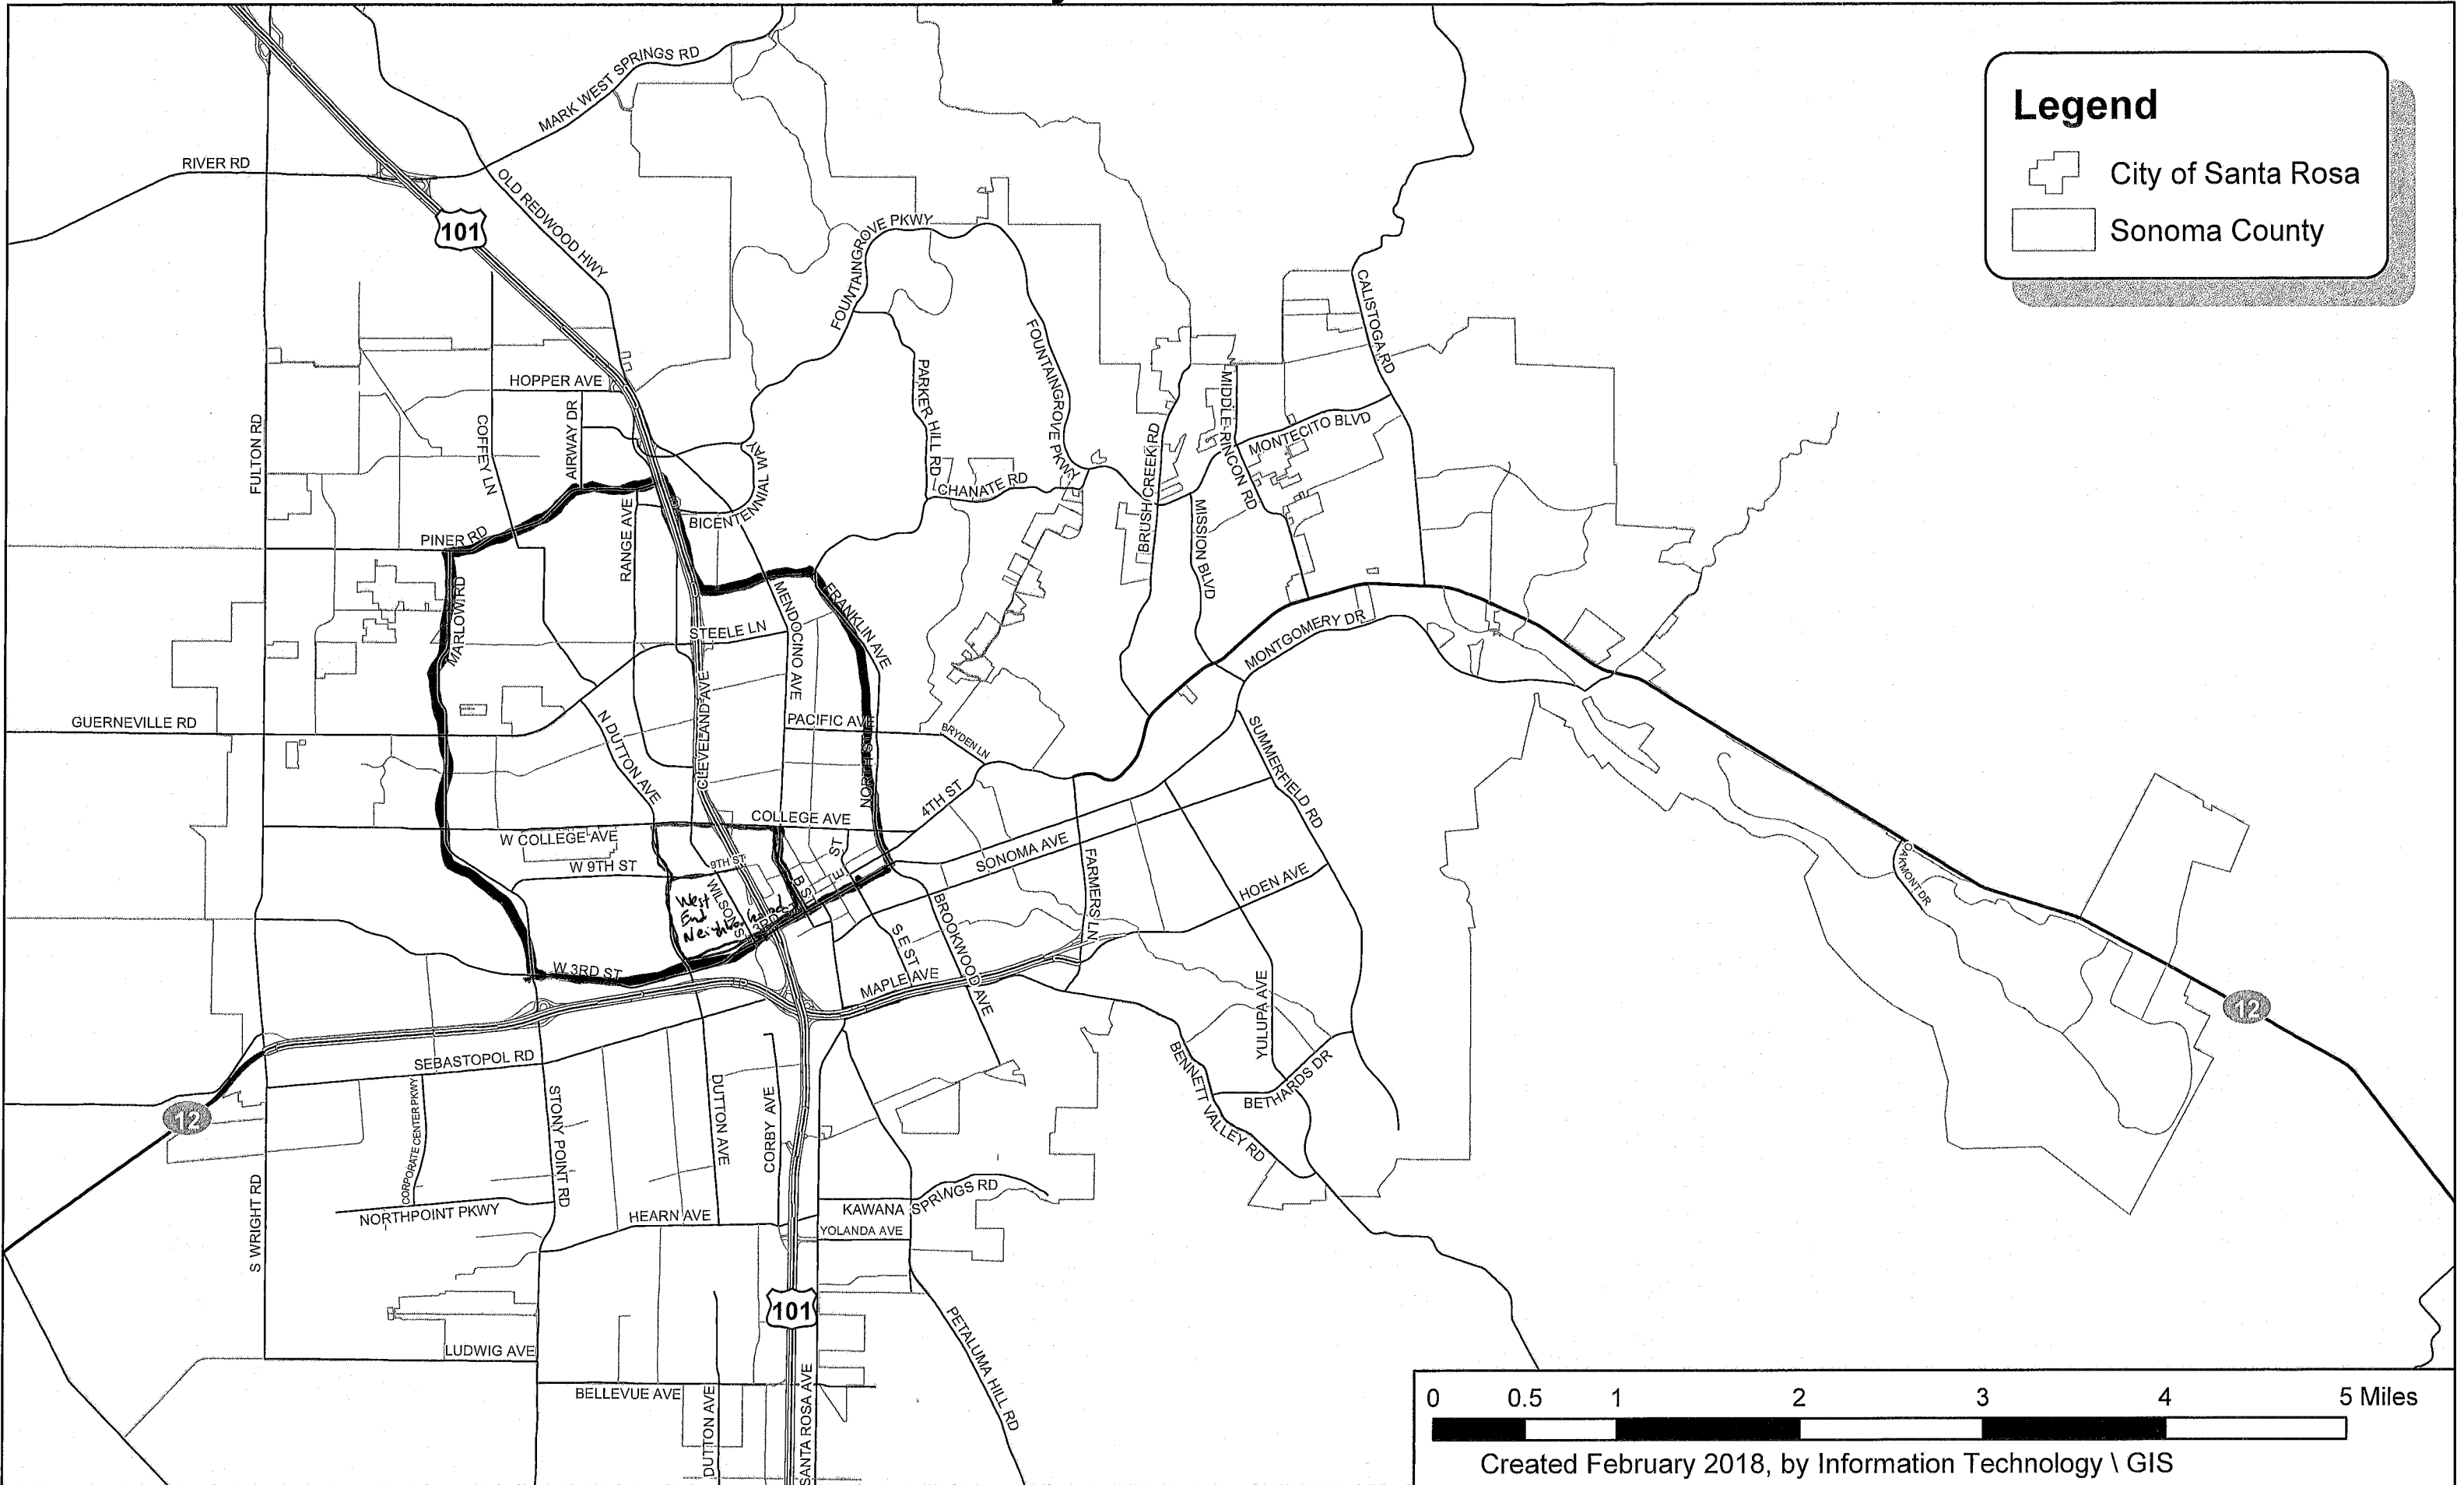 Legend
City of Santa Rosa
Sonoma County
MARK WEST SPRINGS RD
RIVER RD
OLD REDWOOD HWY
101
FOUNTAINGROVE PKWY
FOUNTAINGROVE PKWY
CALISTOGA RD
HOPPER AVE
AIRWAY DR
COFFEY LN
FULTON RD
PARKER HILL RD
MIDDLE RINCON RD
MONTECITO BLVD
BRUSH CREEK RD
CHANATE RD
BICENTENNIAL WAY
RANGE AVE
PINER RD
MISSION BLVD
MARLOW RD
MENDOCINO AVE
FRANKLIN AVE
STEELE LN
MONTGOMERY DR
GUERNEVILLE RD
N DUTTON AVE
CLEVELAND AVE
PACIFIC AVE
BRYDEN LN
NORTH ST
SUMMERFIELD RD
4TH ST
COLLEGE AVE
W COLLEGE AVE
W 9TH ST
9TH ST
WILSON ST
B ST
E ST
3RD ST
SONOMA AVE
FARMERS LN
HOEN AVE
OAKMONT DR
West
End
Neighborhood
W 3RD ST
S E ST
BROOKWOOD AVE
MAPLE AVE
YULUPA AVE
12
SEBASTOPOL RD
CORPORATE CENTER PKWY
STONY POINT RD
DUTTON AVE
CORBY AVE
BENNETT VALLEY RD
BETHARDS DR
12
S WRIGHT RD
NORTHPOINT PKWY
HEARN AVE
KAWANA SPRINGS RD
YOLANDA AVE
101
PETALUMA HILL RD
LUDWIG AVE
BELLEVUE AVE
DUTTON AVE
SANTA ROSA AVE
0 0.5 1 2 3 4 5 Miles
Created February 2018, by Information Technology \ GIS